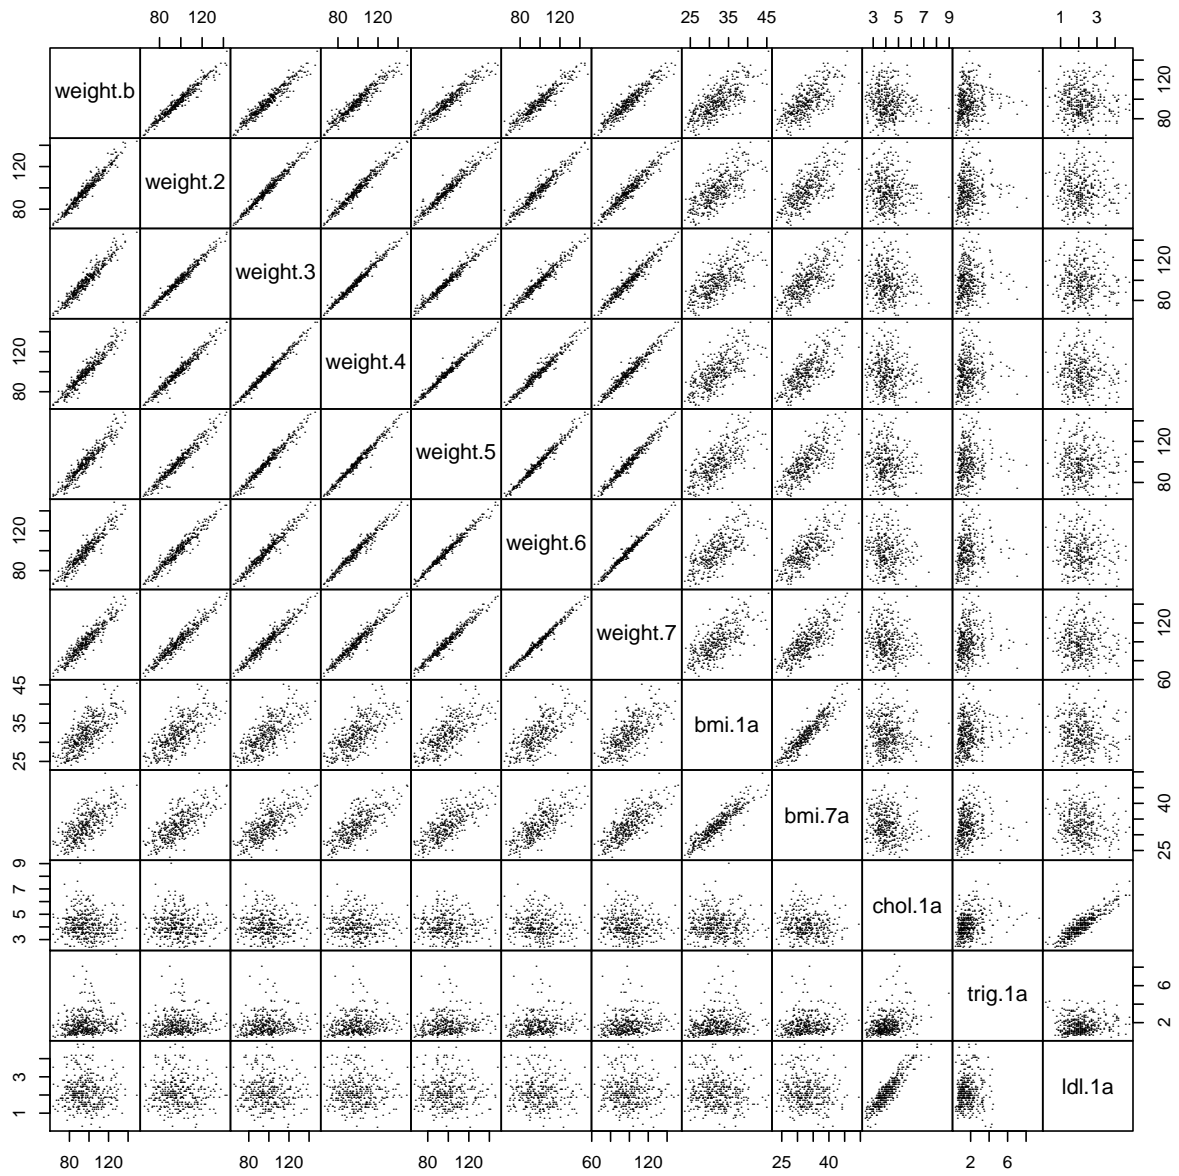 80 120 80 120 80 120 25 35 45 3 5 7 9 1 3
weight.b
80 120
80 120
weight.2
weight.3
80 120
80 120
weight.4
weight.5
80 120
80 120
weight.6
weight.7
60 120
25 35 45
bmi.1a
bmi.7a
25 40
3 5 7 9
chol.1a
trig.1a
2 6
1 3
ldl.1a
80 120 80 120 80 120 60 120 25 40 2 6